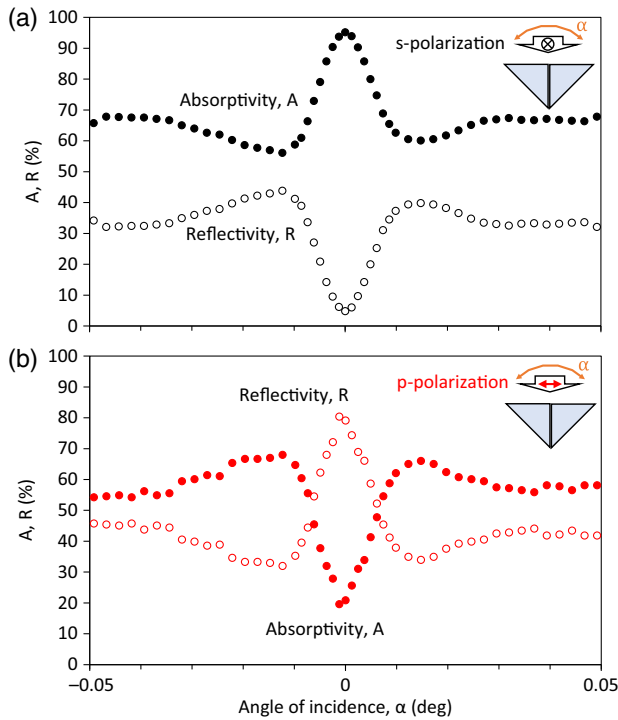 (a)
100
90
80
70
60
50
40
30
20
10
0
A, R (%)
s-polarization
α
Absorptivity, A
Reflectivity, R
(b)
100
90
80
70
60
50
40
30
20
10
0
A, R (%)
p-polarization
α
Reflectivity, R
Absorptivity, A
−0.05
0
0.05
Angle of incidence, α (deg)